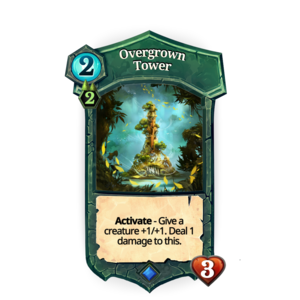 Overgrown
Tower
2
2
Activate - Give a
creature +1/+1. Deal 1
damage to this.
3